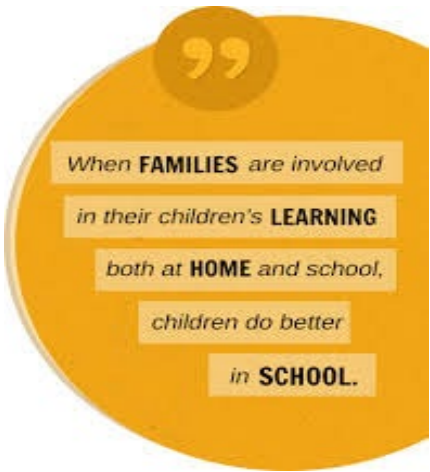 ”
When FAMILIES are involved
in their children's LEARNING
both at HOME and school,
children do better
in SCHOOL.